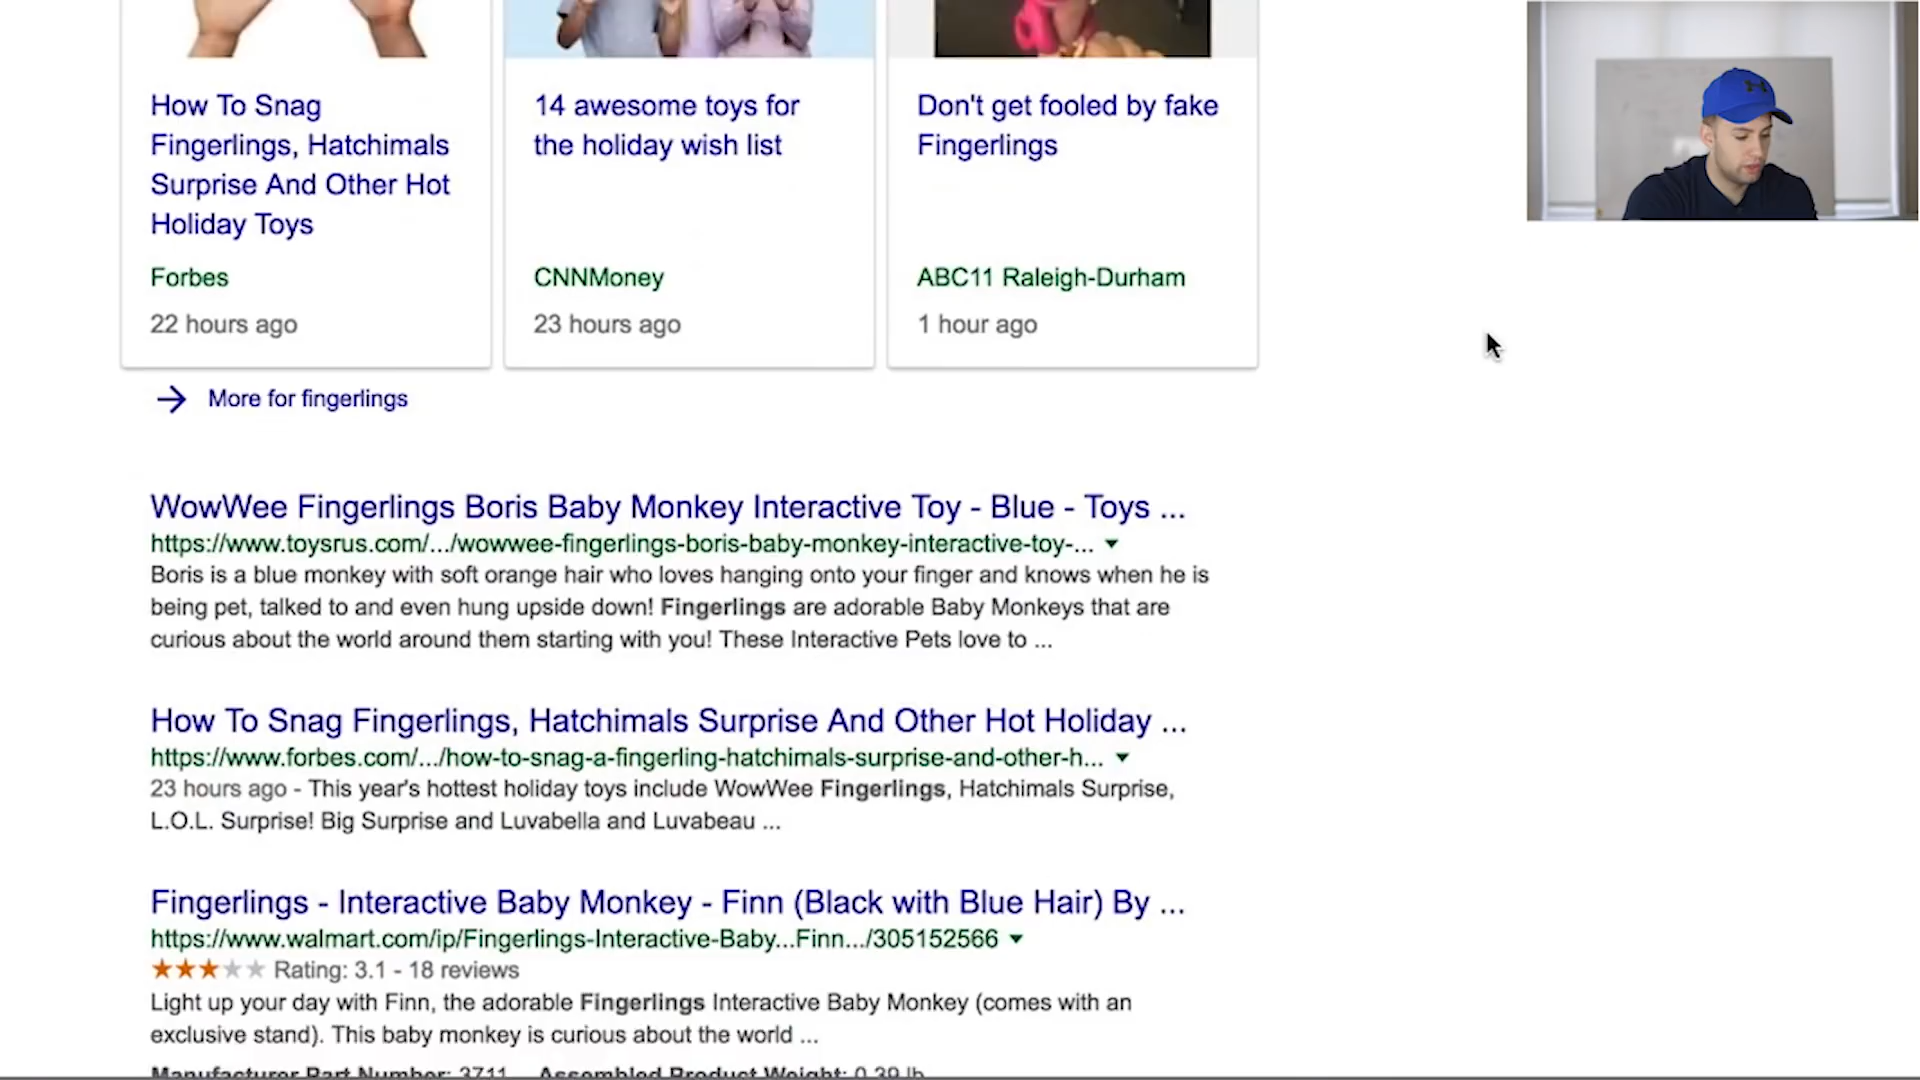 How To Snag
Fingerlings, Hatchimals
Surprise And Other Hot
Holiday Toys
Forbes
22 hours ago
14 awesome toys for
the holiday wish list
CNNMoney
23 hours ago
Don't get fooled by fake
Fingerlings
ABC11 Raleigh-Durham
1 hour ago
More for fingerlings
WowWee Fingerlings Boris Baby Monkey Interactive Toy - Blue - Toys ...
https://www.toysrus.com/.../wowwee-fingerlings-boris-baby-monkey-interactive-toy-...
Boris is a blue monkey with soft orange hair who loves hanging onto your finger and knows when he is
being pet, talked to and even hung upside down! Fingerlings are adorable Baby Monkeys that are
curious about the world around them starting with you! These Interactive Pets love to ...
How To Snag Fingerlings, Hatchimals Surprise And Other Hot Holiday ...
https://www.forbes.com/.../how-to-snag-a-fingerling-hatchimals-surprise-and-other-h...
23 hours ago - This year's hottest holiday toys include WowWee Fingerlings, Hatchimals Surprise,
L.O.L. Surprise! Big Surprise and Luvabella and Luvabeau ...
Fingerlings - Interactive Baby Monkey - Finn (Black with Blue Hair) By ...
https://www.walmart.com/ip/Fingerlings-Interactive-Baby...Finn.../305152566
Rating: 3.1 - 18 reviews
Light up your day with Finn, the adorable Fingerlings Interactive Baby Monkey (comes with an
exclusive stand). This baby monkey is curious about the world ...
Manufacturer Part Number: 3711 Assembled Product Weight: 0.39 lb